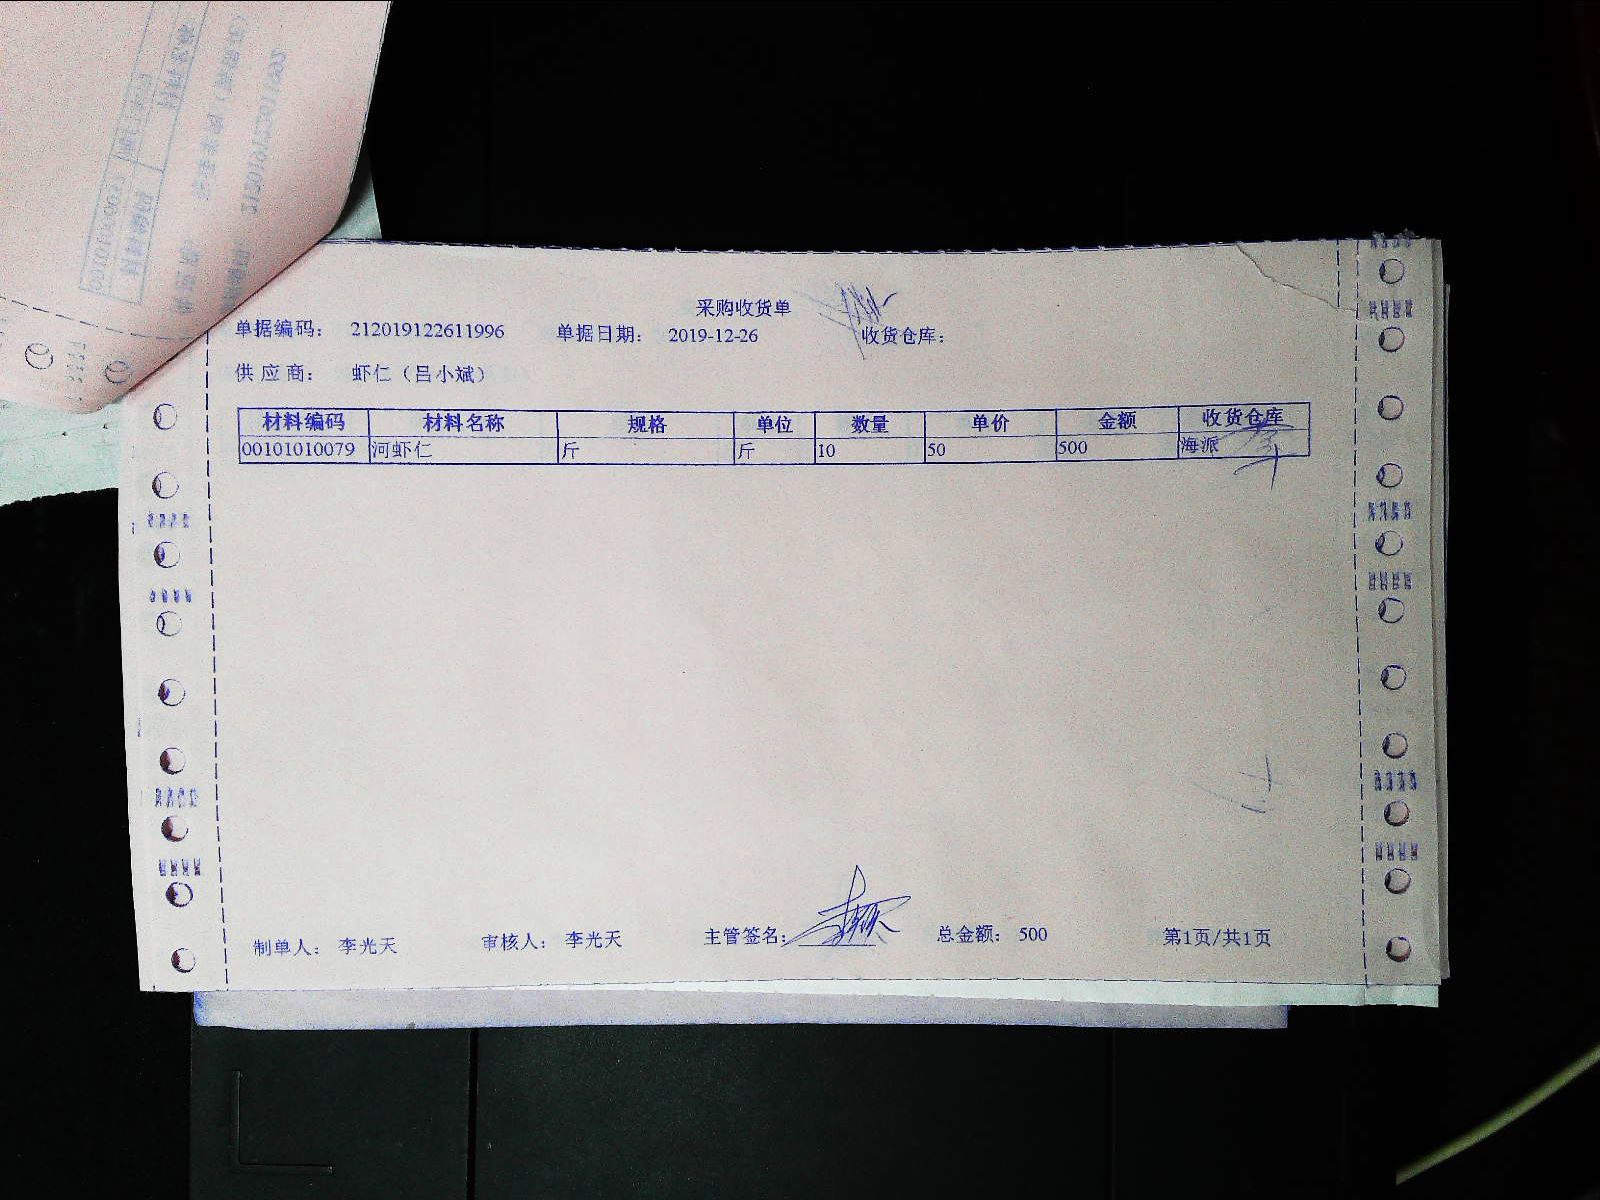 采购收货单
单据编码： 212019122611996 单据日期： 2019-12-26 收货仓库：
供 应 商： 虾仁（吕小斌）
材料编码 材料名称 规格 单位 数量 单价 金额 收货仓库
00101010079 河虾仁 斤 斤 10 50 500 海派
制单人： 李光天 审核人： 李光天 主管签名： 总金额： 500 第1页/共1页